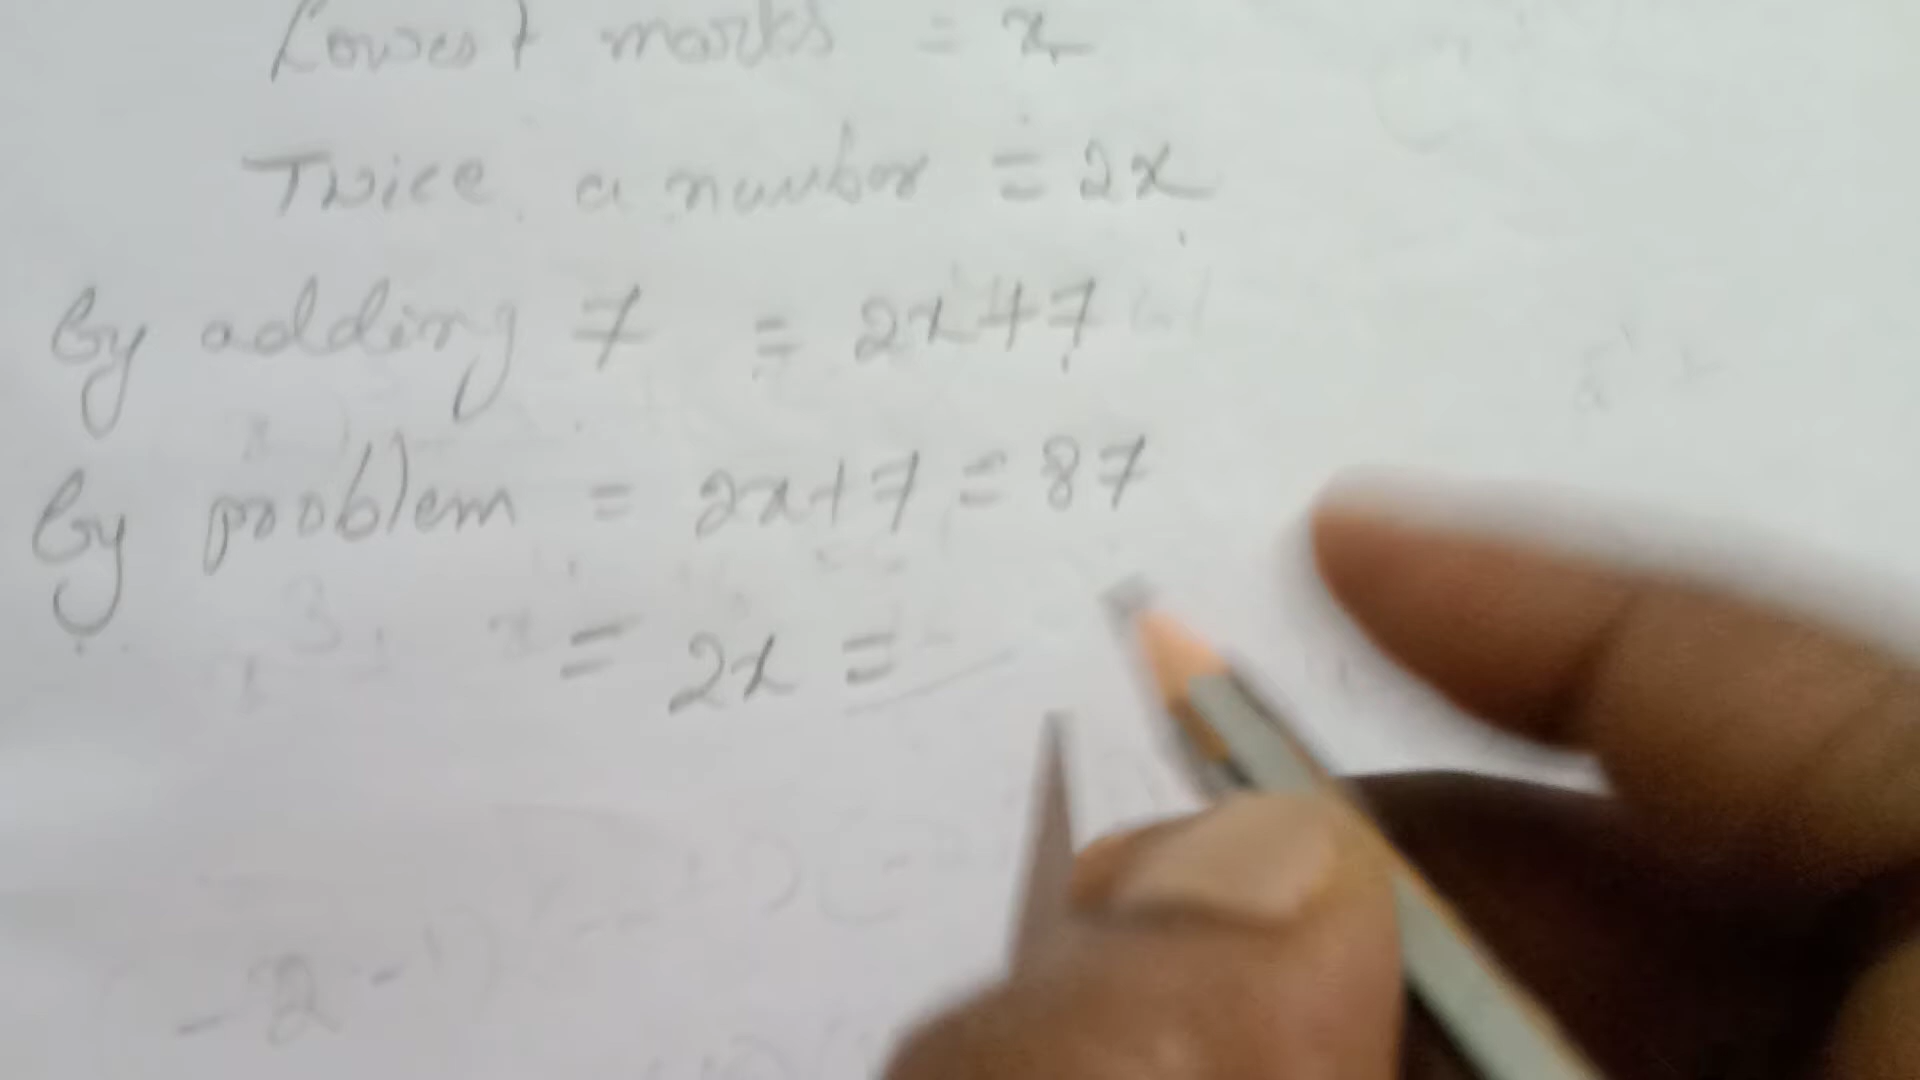 Lowest marks = x
Twice a number = 2x
By adding 7 = 2x+7
By problem = 2x+7 = 87
= 2x =